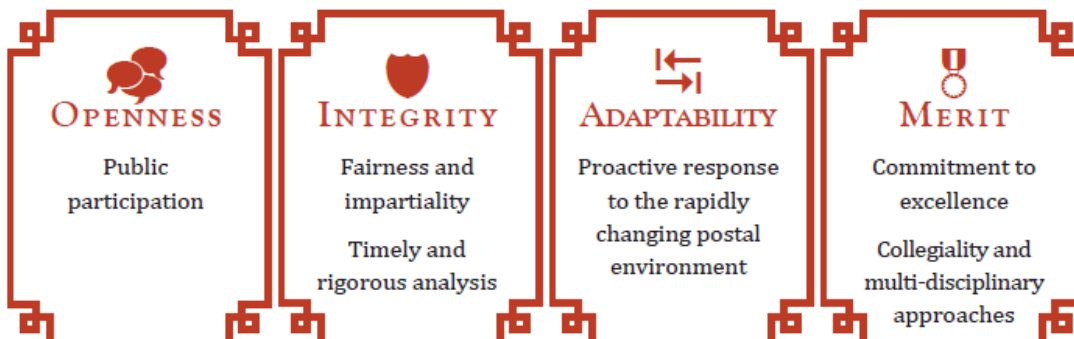 OPENNESS
Public
participation
INTEGRITY
Fairness and
impartiality
Timely and
rigorous analysis
ADAPTABILITY
Proactive response
to the rapidly
changing postal
environment
MERIT
Commitment to
excellence
Collegiality and
multi-disciplinary
approaches